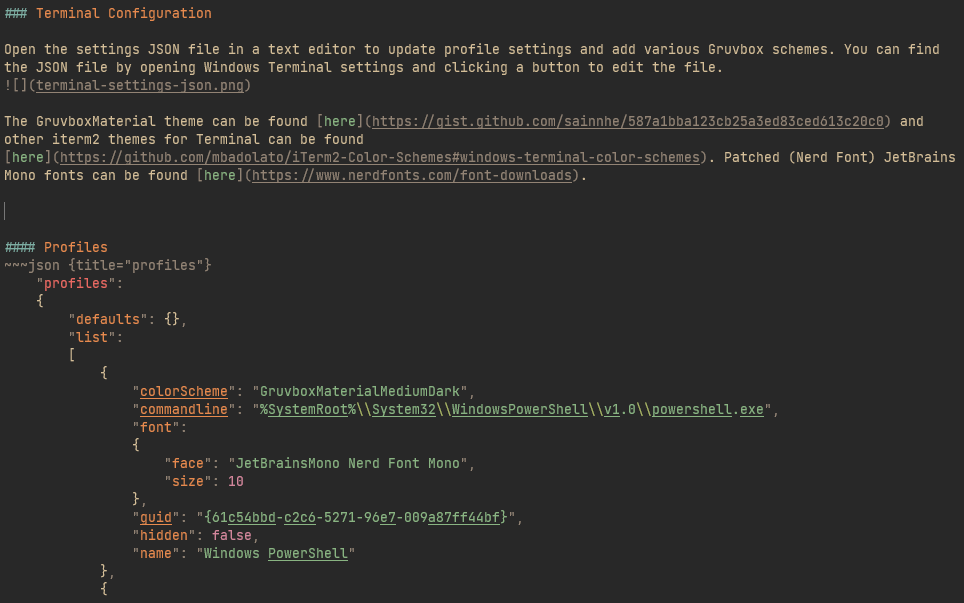 ### Terminal Configuration
Open the settings JSON file in a text editor to update profile settings and add various Gruvbox schemes. You can find
the JSON file by opening Windows Terminal settings and clicking a button to edit the file.
![](terminal-settings-json.png)
The GruvboxMaterial theme can be found [here](https://gist.github.com/sainnhe/587a1bba123cb25a3ed83ced613c20c0) and
other iterm2 themes for Terminal can be found
[here](https://github.com/mbadolato/iTerm2-Color-Schemes#windows-terminal-color-schemes). Patched (Nerd Font) JetBrains
Mono fonts can be found [here](https://www.nerdfonts.com/font-downloads).
#### Profiles
~~~json {title="profiles"}
"profiles":
{
"defaults": {},
"list":
[
{
"colorScheme": "GruvboxMaterialMediumDark",
"commandline": "%SystemRoot%\\System32\\WindowsPowerShell\\v1.0\\powershell.exe",
"font":
{
"face": "JetBrainsMono Nerd Font Mono",
"size": 10
},
"guid": "{61c54bbd-c2c6-5271-96e7-009a87ff44bf}",
"hidden": false,
"name": "Windows PowerShell"
},
{